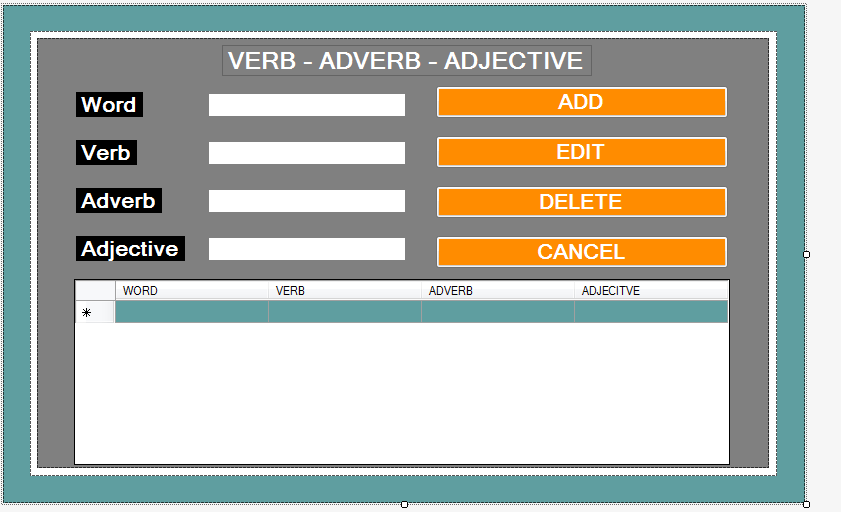 VERB - ADVERB - ADJECTIVE
Word
ADD
Verb
EDIT
Adverb
DELETE
Adjective
CANCEL
WORD VERB ADVERB ADJECITVE